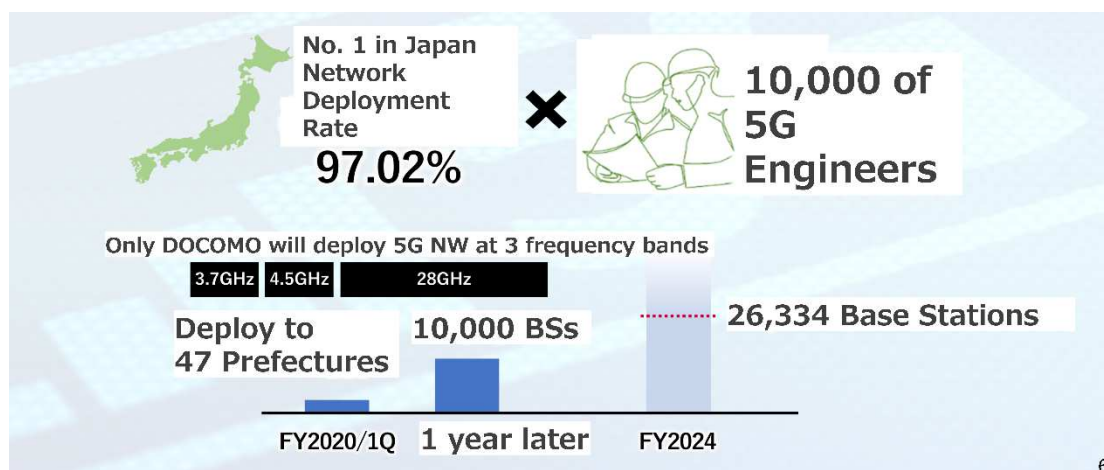 No. 1 in Japan
Network
Deployment
Rate
97.02%
×
10,000 of
5G
Engineers
Only DOCOMO will deploy 5G NW at 3 frequency bands
3.7GHz 4.5GHz 28GHz
Deploy to
47 Prefectures
10,000 BSs
26,334 Base Stations
FY2020/1Q
1 year later
FY2024